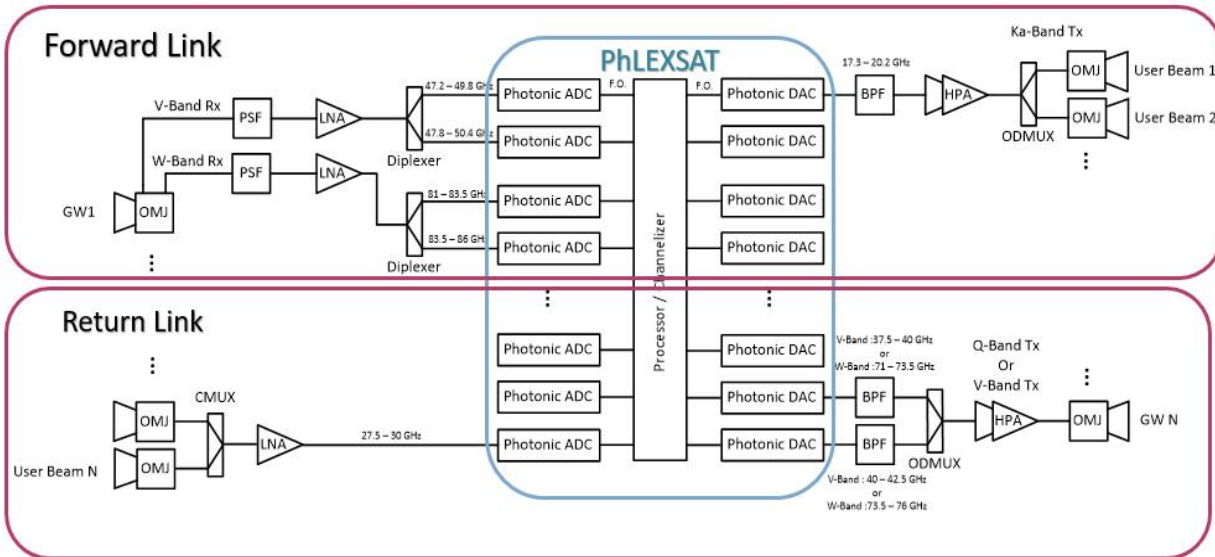 Forward Link
PhLEXSAT
Ka-Band Tx
47.2 – 49.8 GHz
Photonic ADC
F.O.
F.O.
Photonic DAC
17.3 – 20.2 GHz
BPF
HPA
OMJ
User Beam 1
V-Band Rx
PSF
LNA
47.8 – 50.4 GHz
Photonic ADC
Photonic DAC
OMJ
User Beam 2
Diplexer
ODMUX
W-Band Rx
PSF
LNA
81 – 83.5 GHz
Photonic ADC
Photonic DAC
GW1
OMJ
83.5 – 86 GHz
Photonic ADC
Photonic DAC
Diplexer
Processor / Channelizer
Return Link
Photonic ADC
Photonic DAC
V-Band :37.5 – 40 GHz
or
W-Band :71 – 73.5 GHz
Q-Band Tx
Or
V-Band Tx
CMUX
OMJ
Photonic ADC
Photonic DAC
BPF
HPA
OMJ
GW N
LNA
27.5 – 30 GHz
Photonic ADC
Photonic DAC
BPF
User Beam N
OMJ
ODMUX
V-Band : 40 – 42.5 GHz
or
W-Band :73.5 – 76 GHz